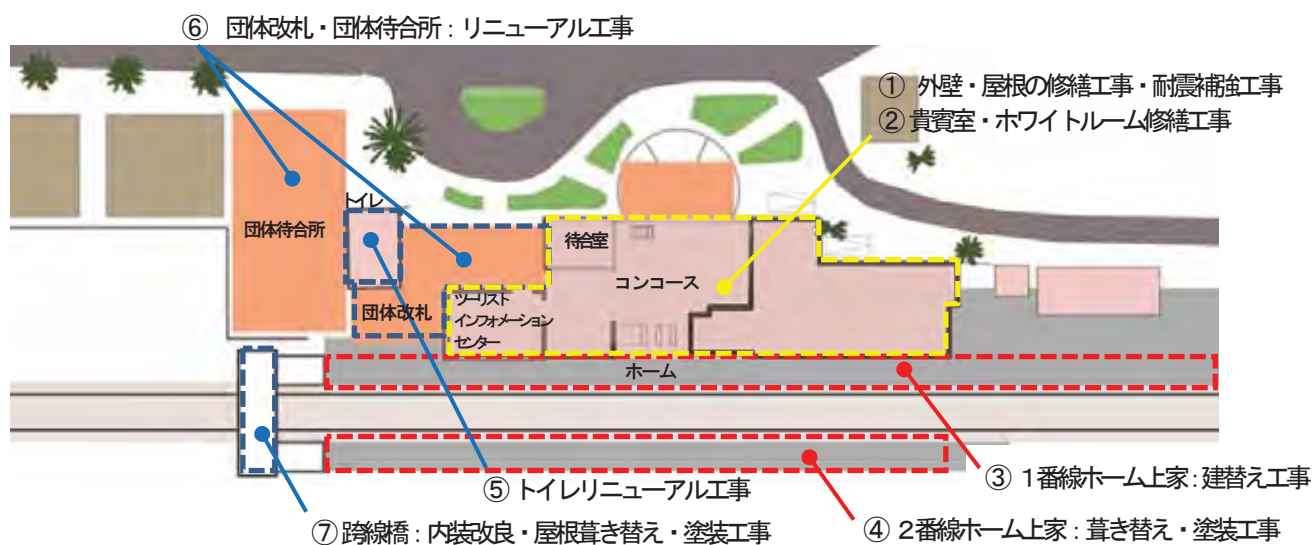 ⑥ 団体改札・団体待合所：リニューアル工事
① 外壁・屋根の修繕工事・耐震補強工事
② 貴賓室・ホワイトルーム修繕工事
トイレ
団体待合所
待合室
コンコース
団体改札
ツーリスト
インフォメーション
センター
ホーム
③ 1番線ホーム上家：建替え工事
⑤ トイレリニューアル工事
④ 2番線ホーム上家：葺き替え・塗装工事
⑦ 跨線橋：内装改良・屋根葺き替え・塗装工事